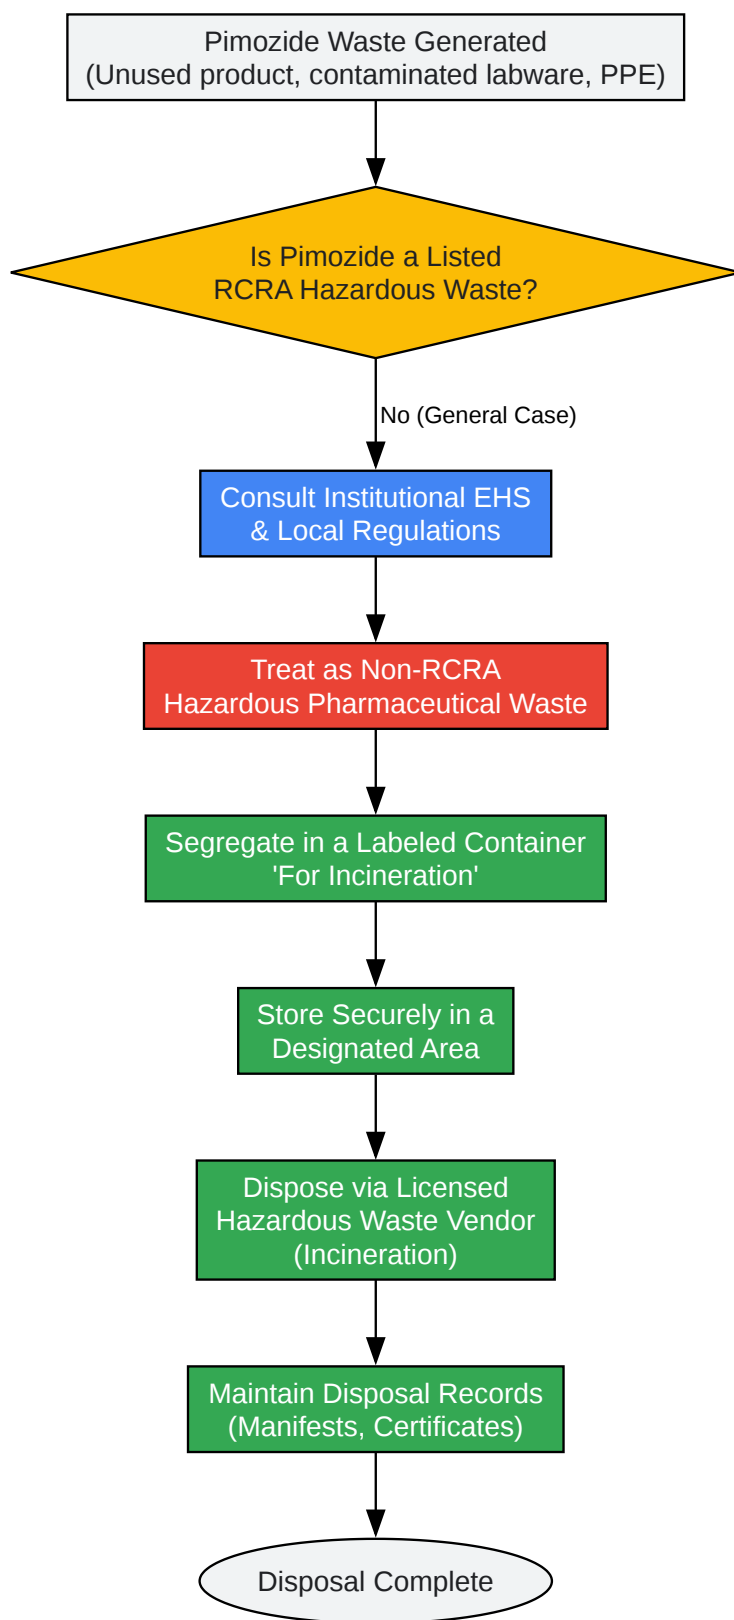 Pimozide Waste Generated
(Unused product, contaminated labware, PPE)
Is Pimozide a Listed
RCRA Hazardous Waste?
No (General Case)
Consult Institutional EHS
& Local Regulations
Treat as Non-RCRA
Hazardous Pharmaceutical Waste
Segregate in a Labeled Container
'For Incineration'
Store Securely in a
Designated Area
Dispose via Licensed
Hazardous Waste Vendor
(Incineration)
Maintain Disposal Records
(Manifests, Certificates)
Disposal Complete